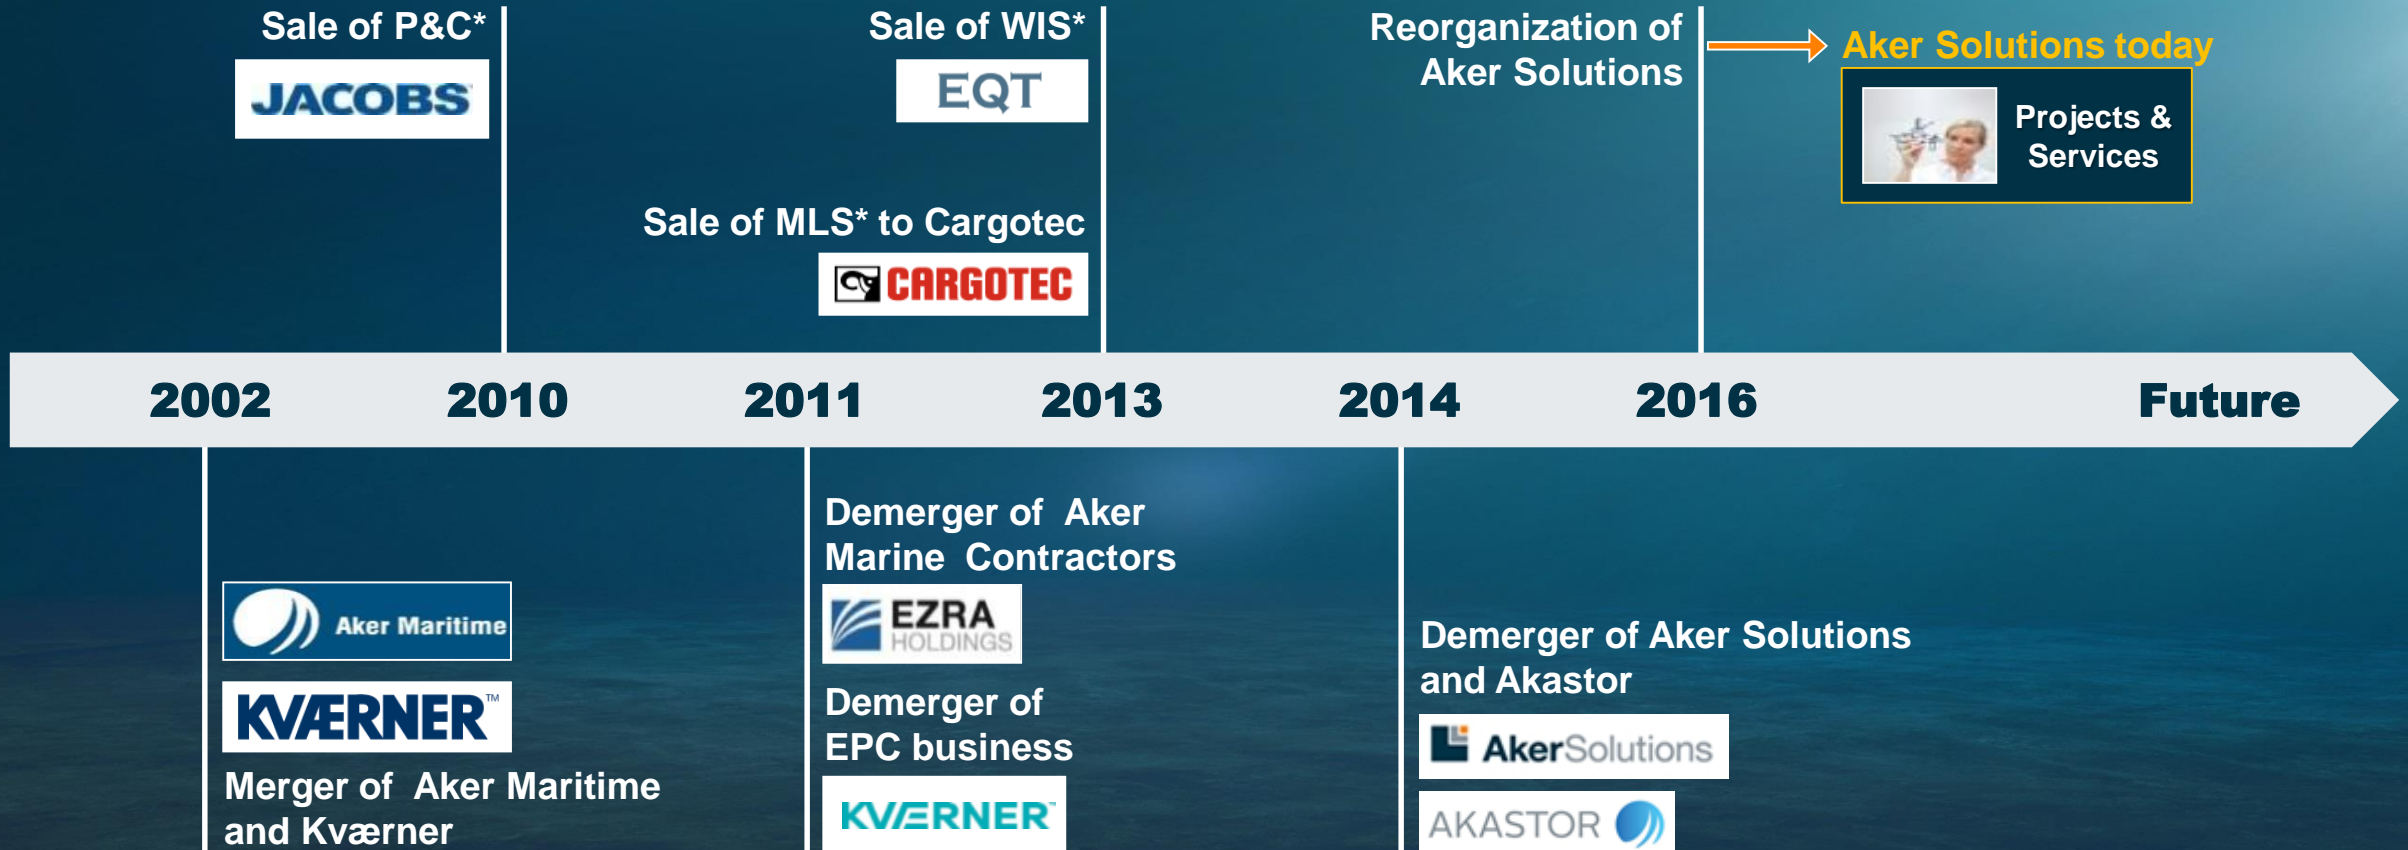 Sale of P&C*
JACOBS
Sale of WIS*
EQT
Sale of MLS* to Cargotec
CARGOTEC
Reorganization of
Aker Solutions
Aker Solutions today
Projects &
Services
2002 2010 2011 2013 2014 2016 Future
Aker Maritime
KVÆRNER™
Merger of Aker Maritime
and Kværner
Demerger of Aker
Marine Contractors
EZRA
HOLDINGS
Demerger of
EPC business
KVÆRNER™
Demerger of Aker Solutions
and Akastor
AkerSolutions
AKASTOR